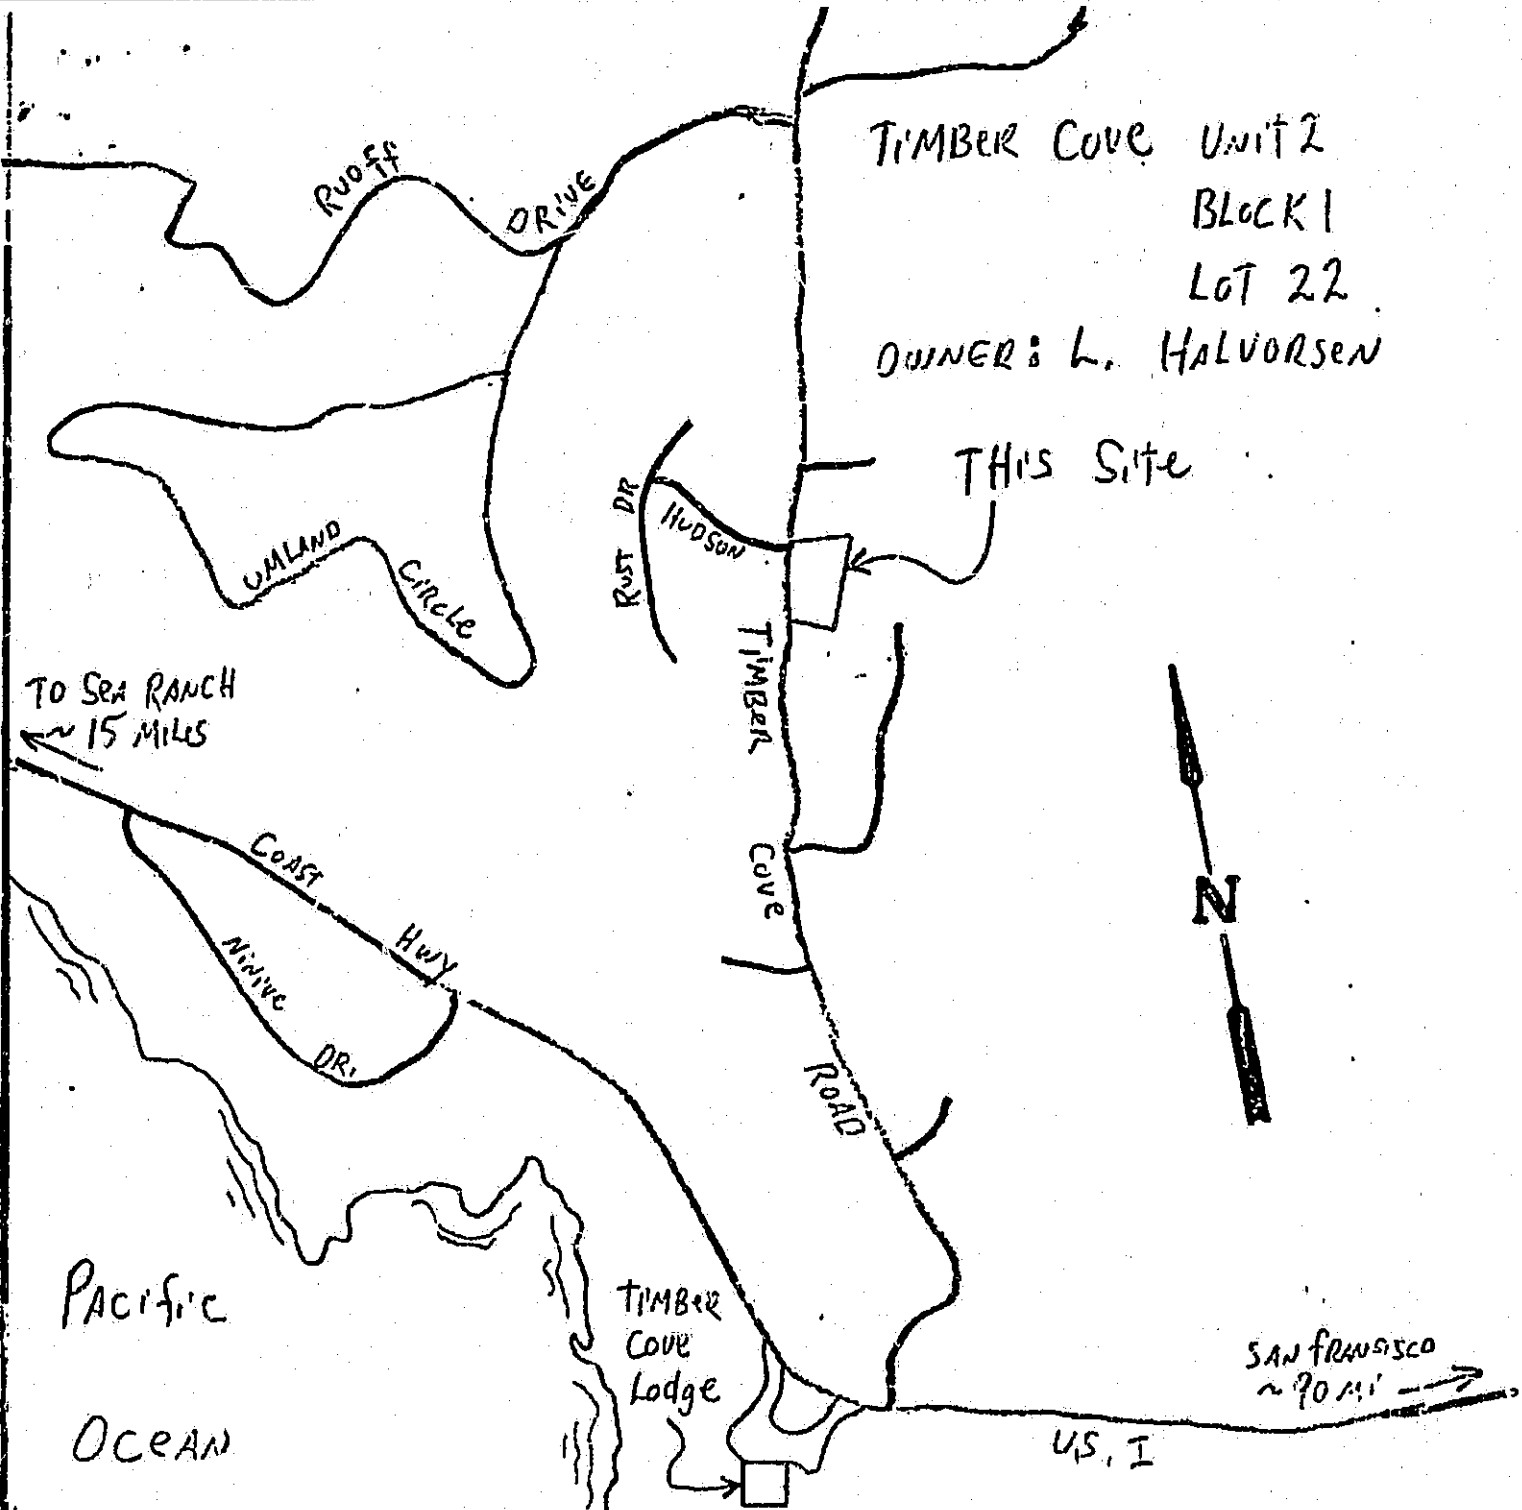 TIMBER COVE UNIT 2
BLOCK 1
LOT 22
OWNER: L. HALVORSEN
THIS SITE
RUOFF DRIVE
UMLAND CIRCLE
RUST DR
HUDSON
TIMBER COVE ROAD
TO SEA RANCH
~ 15 MILES
COAST HWY
NINIVE DR.
N
PACIFIC
OCEAN
TIMBER
COVE
LODGE
SAN FRANSISCO
~ 90 MI
U.S. I